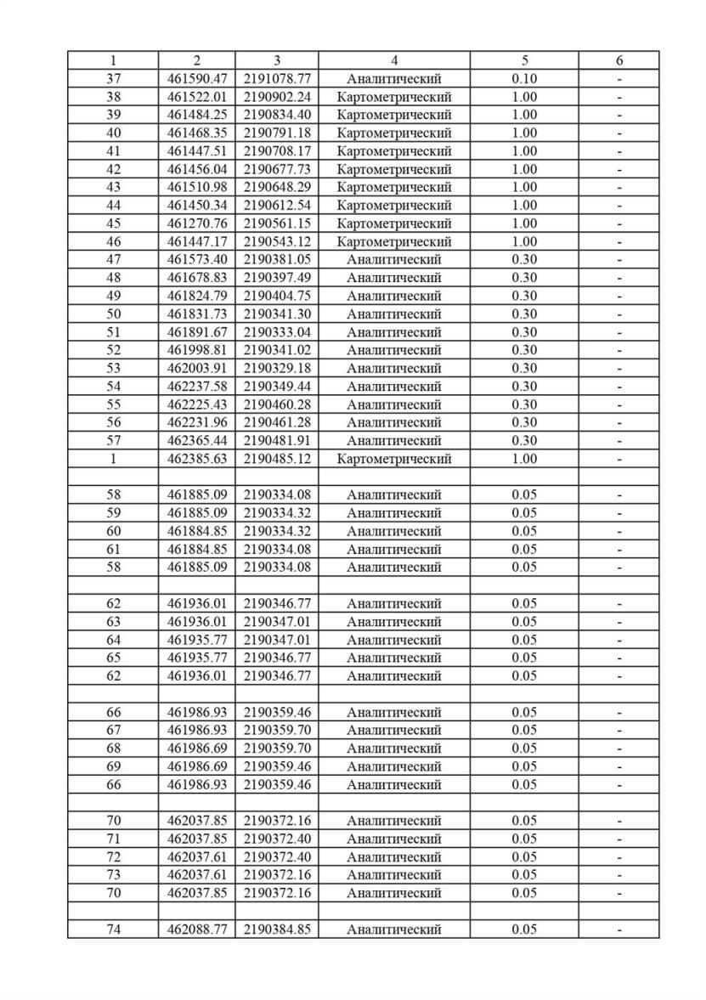 1 2 3 4 5 6
37 461590.47 2191078.77 Аналитический 0.10 -
38 461522.01 2190902.24 Картометрический 1.00 -
39 461484.25 2190834.40 Картометрический 1.00 -
40 461468.35 2190791.18 Картометрический 1.00 -
41 461447.51 2190708.17 Картометрический 1.00 -
42 461456.04 2190677.73 Картометрический 1.00 -
43 461510.98 2190648.29 Картометрический 1.00 -
44 461450.34 2190612.54 Картометрический 1.00 -
45 461270.76 2190561.15 Картометрический 1.00 -
46 461447.17 2190543.12 Картометрический 1.00 -
47 461573.40 2190381.05 Аналитический 0.30 -
48 461678.83 2190397.49 Аналитический 0.30 -
49 461824.79 2190404.75 Аналитический 0.30 -
50 461831.73 2190341.30 Аналитический 0.30 -
51 461891.67 2190333.04 Аналитический 0.30 -
52 461998.81 2190341.02 Аналитический 0.30 -
53 462003.91 2190329.18 Аналитический 0.30 -
54 462237.58 2190349.44 Аналитический 0.30 -
55 462225.43 2190460.28 Аналитический 0.30 -
56 462231.96 2190461.28 Аналитический 0.30 -
57 462365.44 2190481.91 Аналитический 0.30 -
1 462385.63 2190485.12 Картометрический 1.00 -
58 461885.09 2190334.08 Аналитический 0.05 -
59 461885.09 2190334.32 Аналитический 0.05 -
60 461884.85 2190334.32 Аналитический 0.05 -
61 461884.85 2190334.08 Аналитический 0.05 -
58 461885.09 2190334.08 Аналитический 0.05 -
62 461936.01 2190346.77 Аналитический 0.05 -
63 461936.01 2190347.01 Аналитический 0.05 -
64 461935.77 2190347.01 Аналитический 0.05 -
65 461935.77 2190346.77 Аналитический 0.05 -
62 461936.01 2190346.77 Аналитический 0.05 -
66 461986.93 2190359.46 Аналитический 0.05 -
67 461986.93 2190359.70 Аналитический 0.05 -
68 461986.69 2190359.70 Аналитический 0.05 -
69 461986.69 2190359.46 Аналитический 0.05 -
66 461986.93 2190359.46 Аналитический 0.05 -
70 462037.85 2190372.16 Аналитический 0.05 -
71 462037.85 2190372.40 Аналитический 0.05 -
72 462037.61 2190372.40 Аналитический 0.05 -
73 462037.61 2190372.16 Аналитический 0.05 -
70 462037.85 2190372.16 Аналитический 0.05 -
74 462088.77 2190384.85 Аналитический 0.05 -